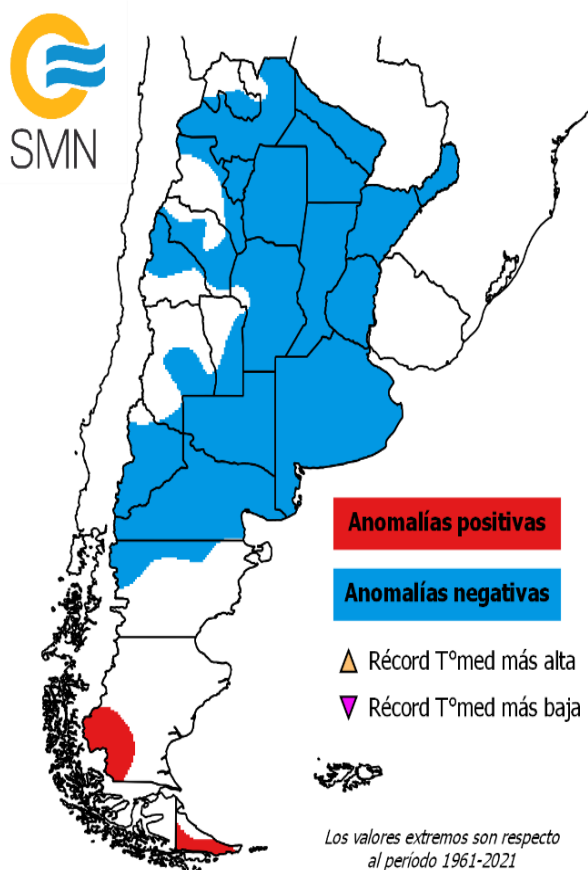 SMN
Anomalías positivas
Anomalías negativas
Récord T°med más alta
Récord T°med más baja
Los valores extremos son respecto
al período 1961-2021